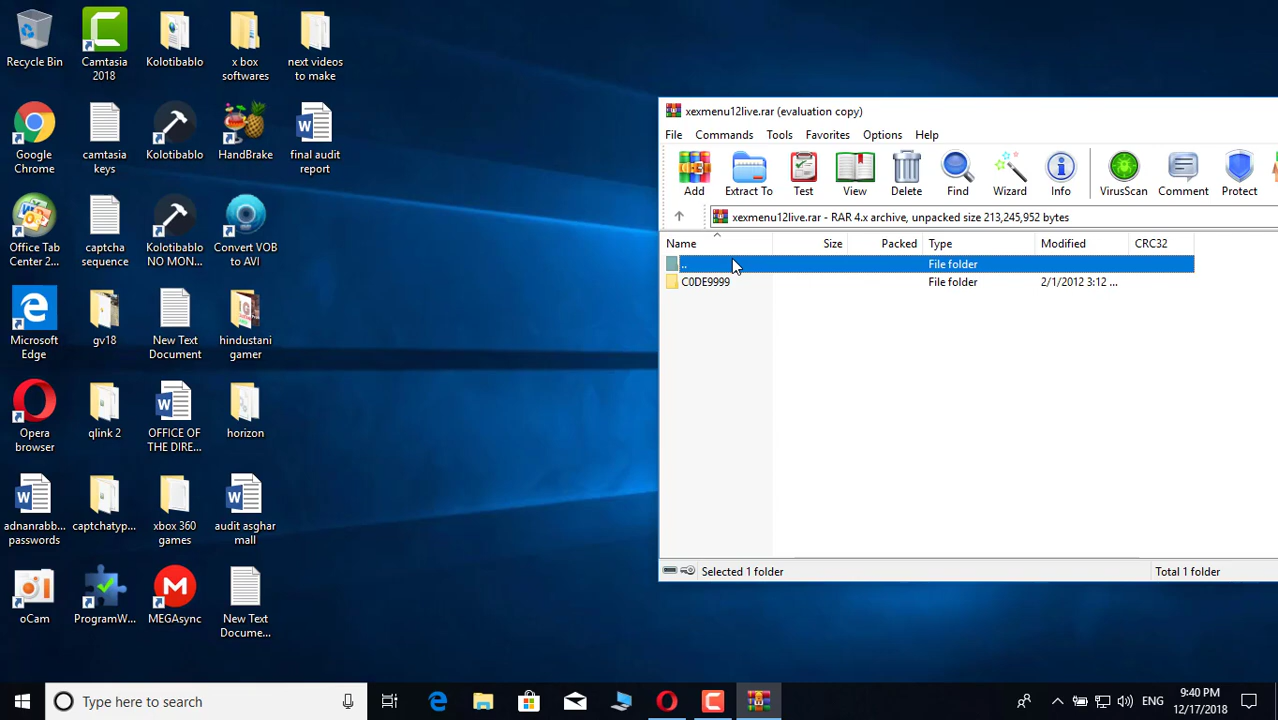 Recycle Bin
Camtasia 2018
Kolotibablo
x box softwares
next videos to make
Google Chrome
camtasia keys
Kolotibablo
HandBrake
final audit report
Office Tab Center 2...
captcha sequence
Kolotibablo NO MON...
Convert VOB to AVI
Microsoft Edge
gv18
New Text Document
hindustani gamer
Opera browser
qlink 2
OFFICE OF THE DIRE...
horizon
adnanrabb... passwords
captchatyp...
xbox 360 games
audit asghar mall
oCam
ProgramW...
MEGAsync
New Text Docume...
xexmenu12live.rar (evaluation copy)
File Commands Tools Favorites Options Help
Add Extract To Test View Delete Find Wizard Info VirusScan Comment Protect
xexmenu12live.rar - RAR 4.x archive, unpacked size 213,245,952 bytes
Name Size Packed Type Modified CRC32
.. File folder
C0DE9999 File folder 2/1/2012 3:12 ...
Selected 1 folder Total 1 folder
Type here to search
ENG
9:40 PM
12/17/2018